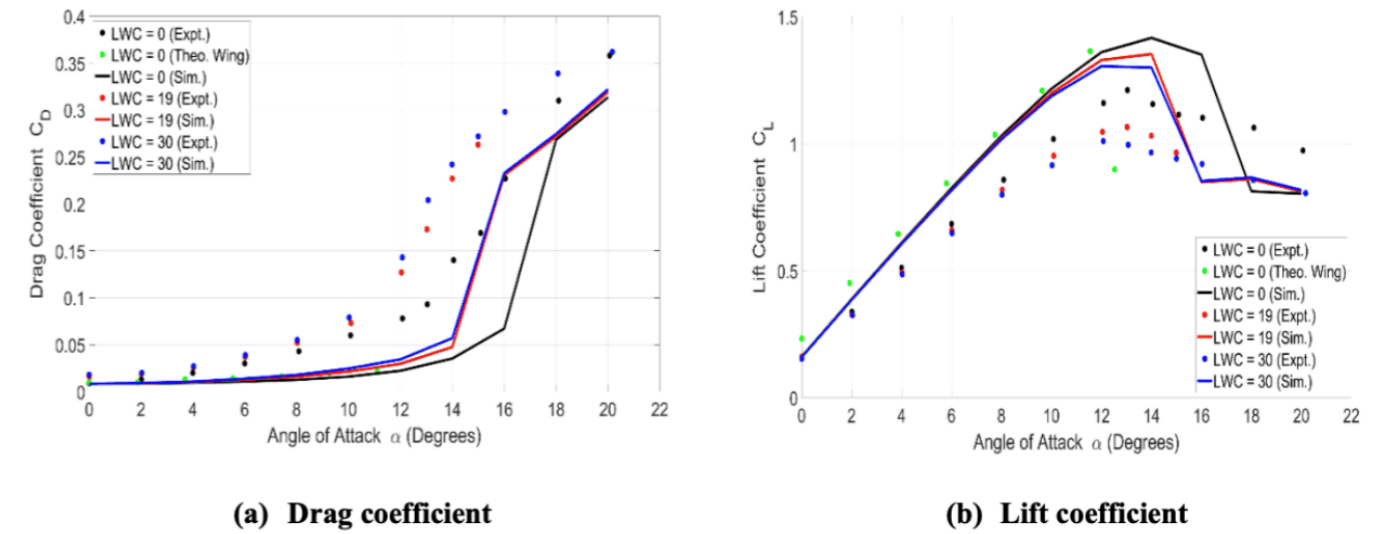 0.4
0.35
0.3
0.25
0.2
0.15
0.1
0.05
0
Drag Coefficient C_D
LWC = 0 (Expt.)
LWC = 0 (Theo. Wing)
LWC = 0 (Sim.)
LWC = 19 (Expt.)
LWC = 19 (Sim.)
LWC = 30 (Expt.)
LWC = 30 (Sim.)
0 2 4 6 8 10 12 14 16 18 20 22
Angle of Attack α (Degrees)
(a) Drag coefficient
1.5
1
0.5
0
Lift Coefficient C_L
LWC = 0 (Expt.)
LWC = 0 (Theo. Wing)
LWC = 0 (Sim.)
LWC = 19 (Expt.)
LWC = 19 (Sim.)
LWC = 30 (Expt.)
LWC = 30 (Sim.)
0 2 4 6 8 10 12 14 16 18 20 22
Angle of Attack α (Degrees)
(b) Lift coefficient